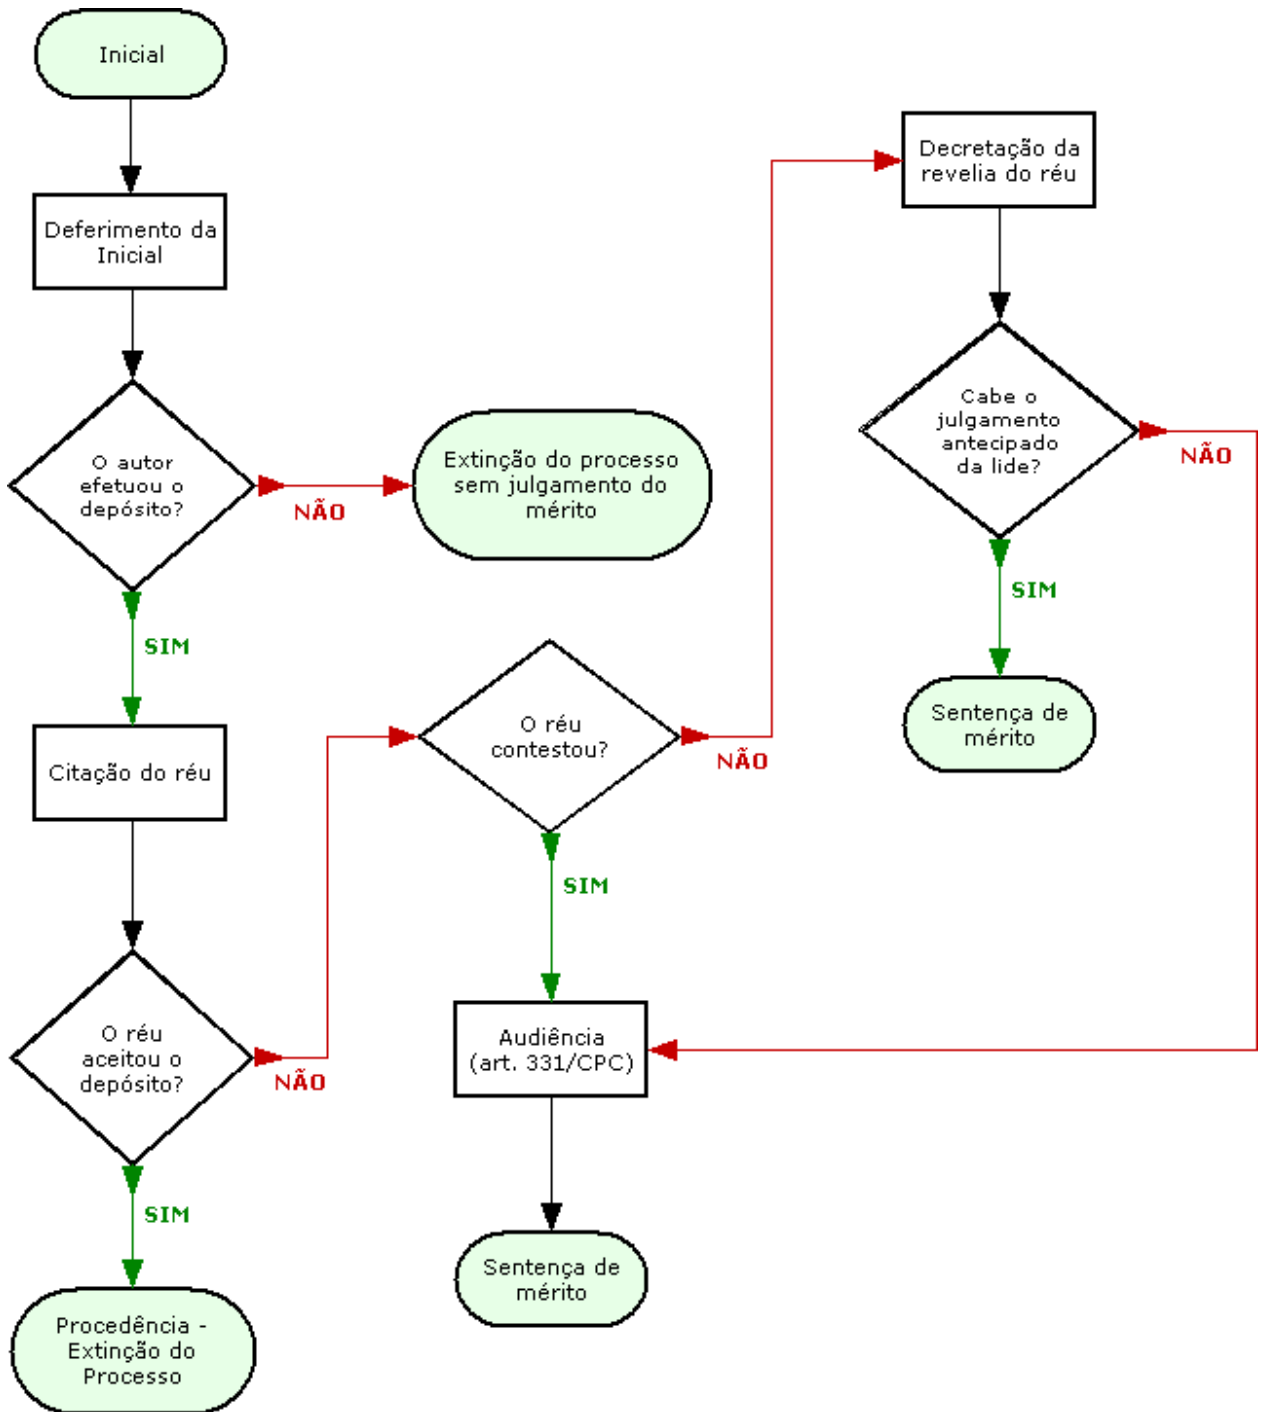 Inicial
Deferimento da
Inicial
O autor
efetuou o
depósito?
NÃO
Extinção do processo
sem julgamento do
mérito
SIM
Citação do réu
O réu
aceitou o
depósito?
NÃO
SIM
Procedência -
Extinção do
Processo
O réu
contestou?
NÃO
SIM
Audiência
(art. 331/CPC)
Sentença de
mérito
Decretação da
revelia do réu
Cabe o
julgamento
antecipado
da lide?
NÃO
SIM
Sentença de
mérito